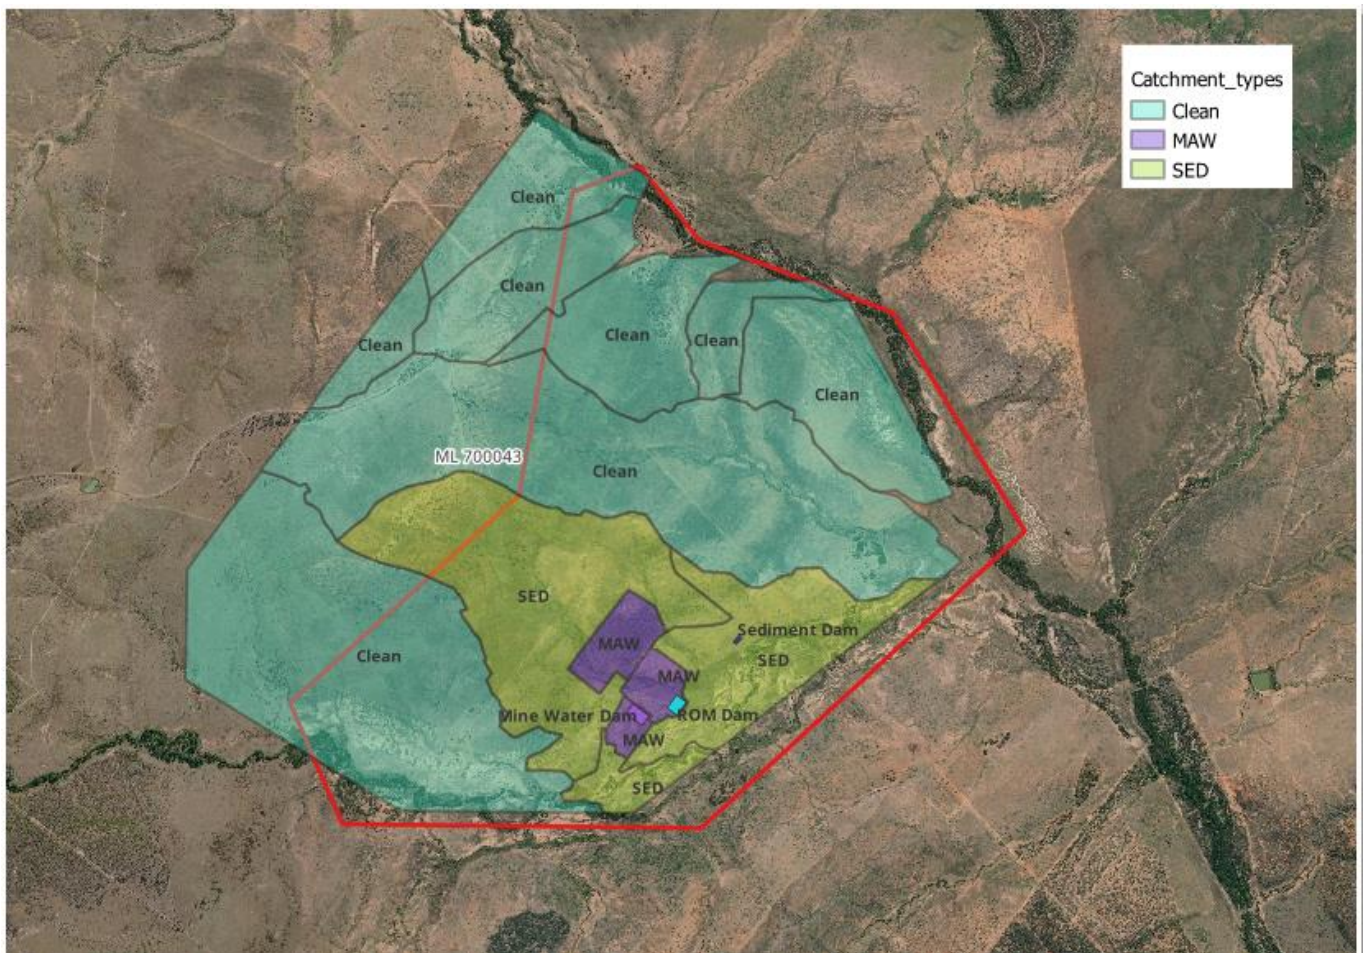 Catchment_types
Clean
MAW
SED
Clean
Clean
Clean
Clean
Clean
Clean
ML 700043
Clean
SED
Sediment Dam
MAW
SED
Clean
MAW
Mine Water Dam
ROM Dam
MAW
SED